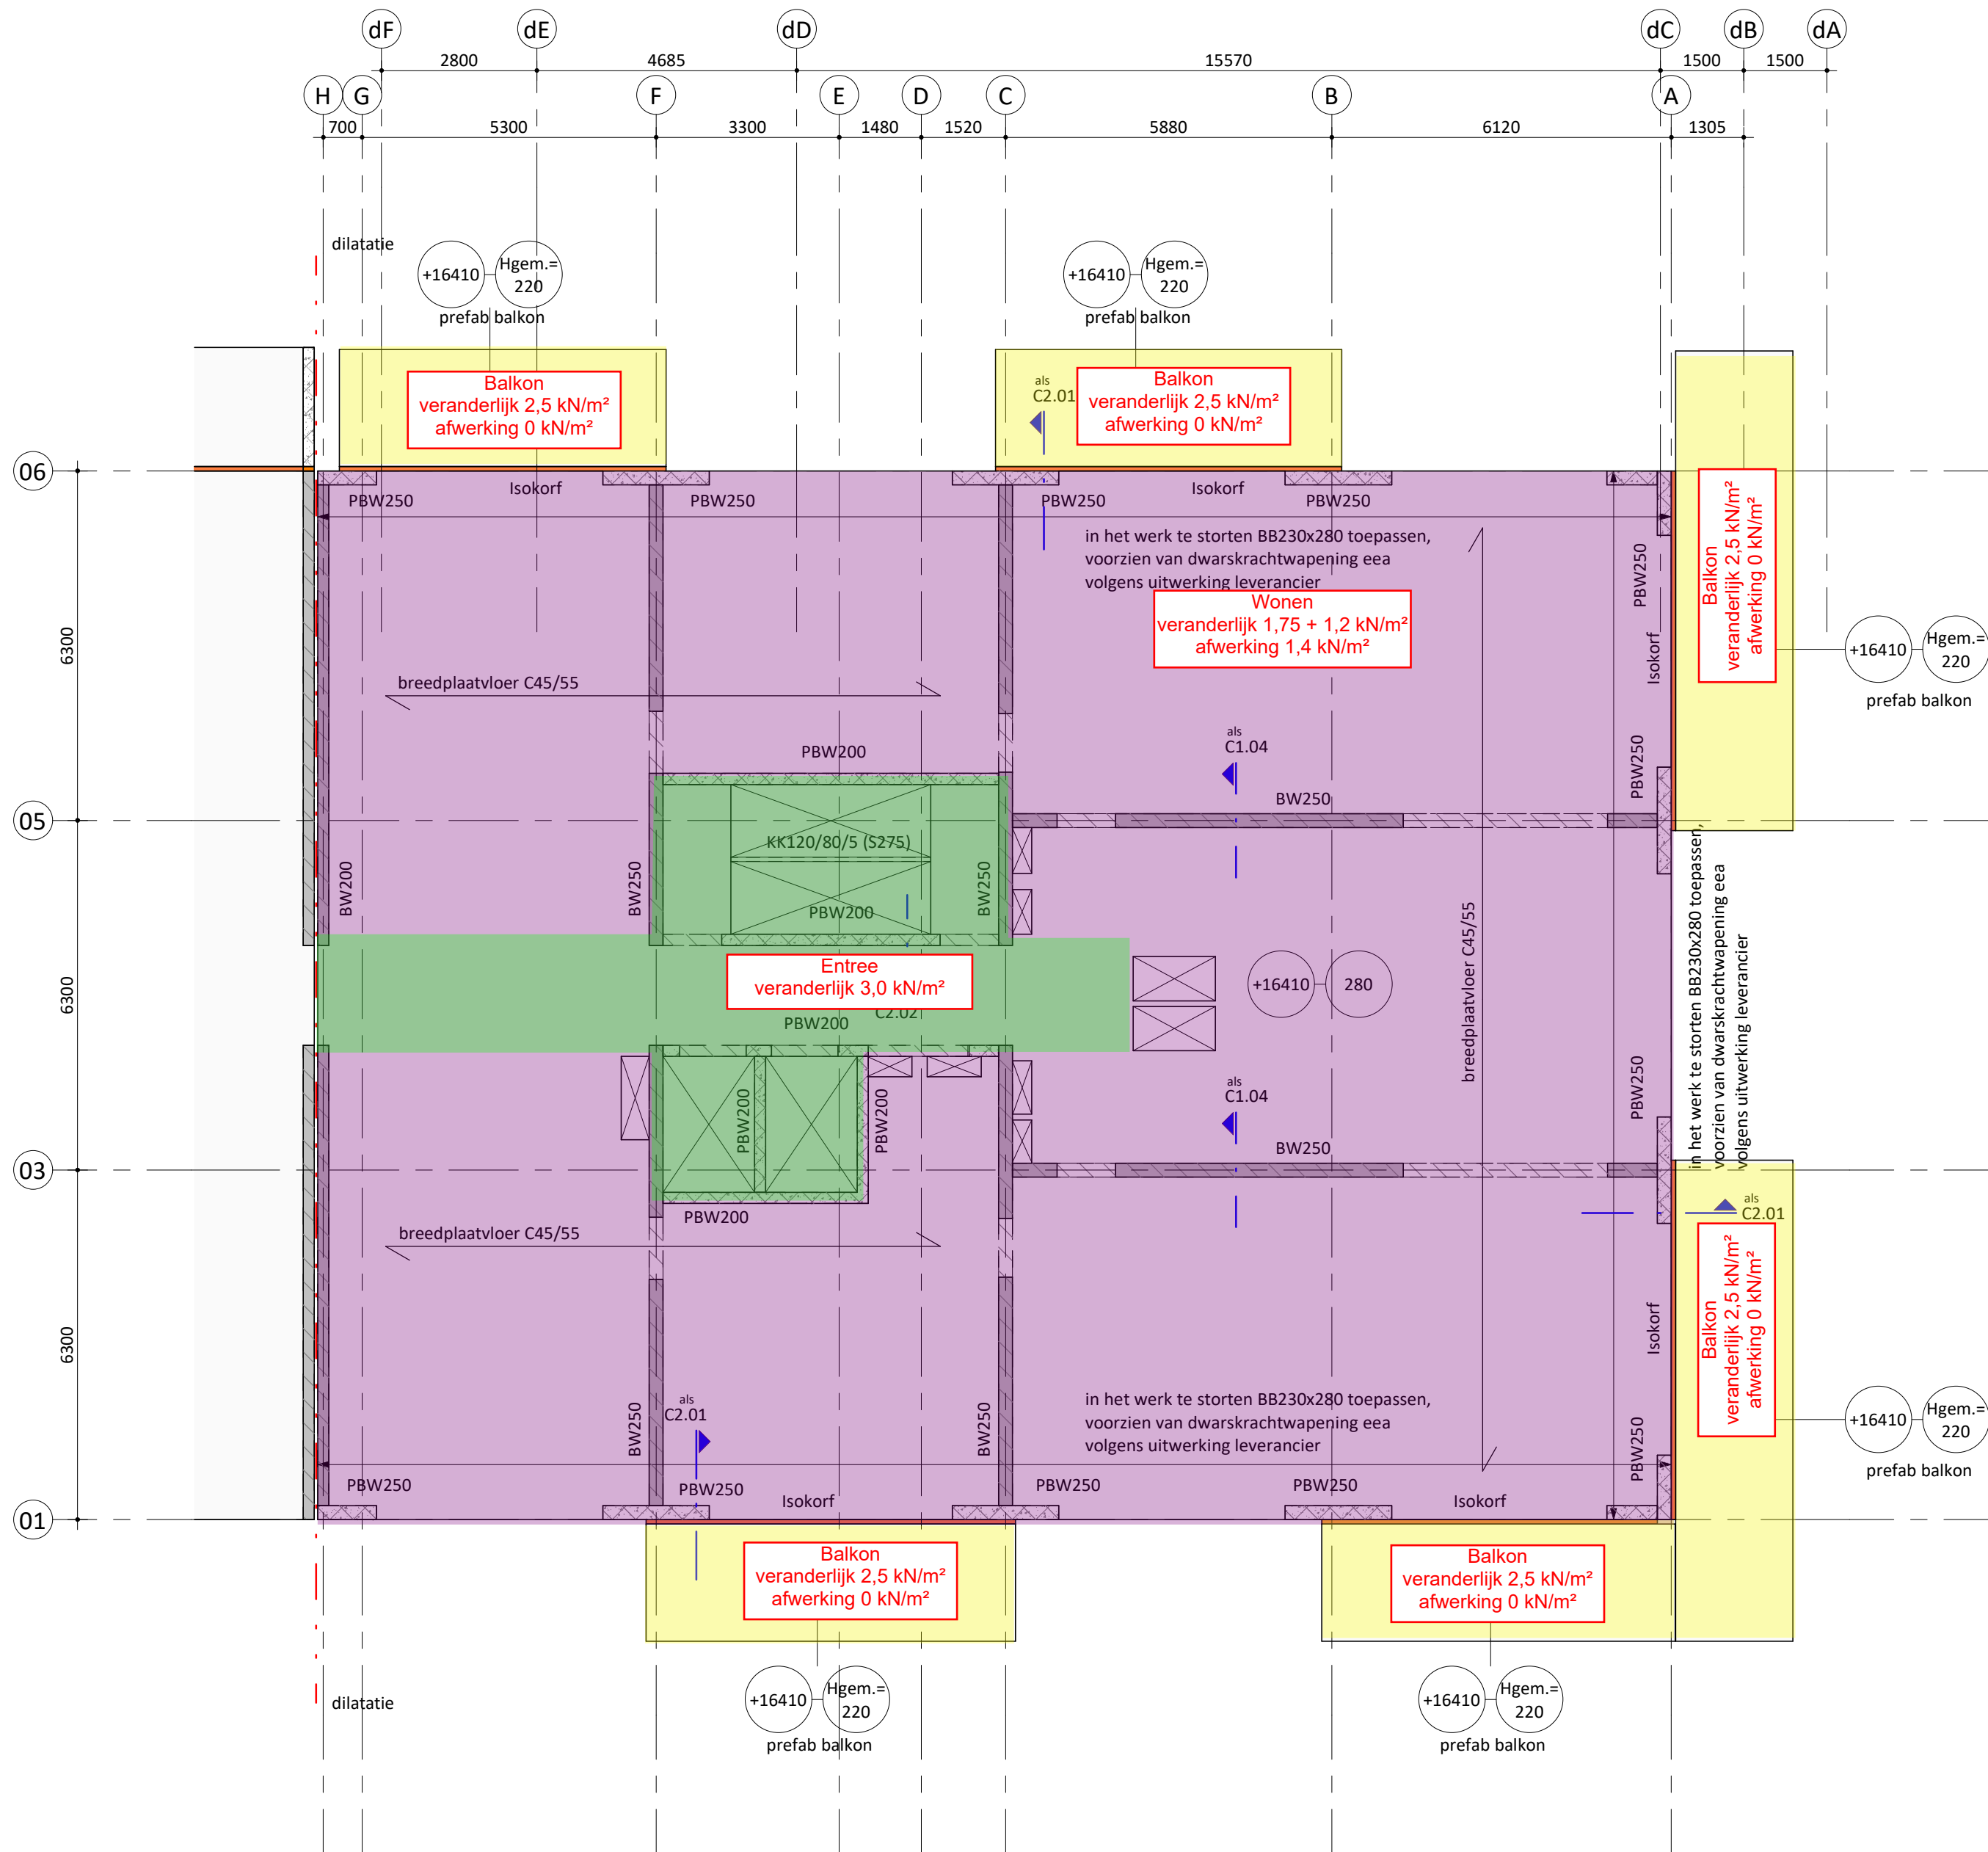 dF
dE
dD
dC
dB
dA
2800
4685
15570
1500
1500
H
G
F
E
D
C
B
A
700
5300
3300
1480
1520
5880
6120
1305
dilatatie
+16410
Hgem.=
220
prefab balkon
+16410
Hgem.=
220
prefab balkon
Balkon
veranderlijk 2,5 kN/m²
afwerking 0 kN/m²
als
C2.01
Balkon
veranderlijk 2,5 kN/m²
afwerking 0 kN/m²
06
PBW250
Isokorf
PBW250
PBW250
Isokorf
PBW250
in het werk te storten BB230x280 toepassen,
voorzien van dwarskrachtwapening eea
volgens uitwerking leverancier
PBW250
Balkon
veranderlijk 2,5 kN/m²
afwerking 0 kN/m²
Wonen
veranderlijk 1,75 + 1,2 kN/m²
afwerking 1,4 kN/m²
6300
Isokorf
+16410
Hgem.=
220
prefab balkon
breedplaatvloer C45/55
PBW200
als
C1.04
PBW250
BW250
05
KK120/80/5 (S275)
BW200
BW250
PBW200
BW250
in het werk te storten BB230x280 toepassen,
voorzien van dwarskrachtwapening eea
volgens uitwerking leverancier
Entree
veranderlijk 3,0 kN/m²
C2.02
PBW200
+16410
280
breedplaatvloer C45/55
6300
PBW200
PBW200
als
C1.04
PBW250
BW250
03
PBW200
als
C2.01
breedplaatvloer C45/55
Balkon
veranderlijk 2,5 kN/m²
afwerking 0 kN/m²
Isokorf
6300
als
C2.01
BW250
BW250
in het werk te storten BB230x280 toepassen,
voorzien van dwarskrachtwapening eea
volgens uitwerking leverancier
PBW250
+16410
Hgem.=
220
prefab balkon
PBW250
PBW250
Isokorf
PBW250
PBW250
Isokorf
01
Balkon
veranderlijk 2,5 kN/m²
afwerking 0 kN/m²
Balkon
veranderlijk 2,5 kN/m²
afwerking 0 kN/m²
dilatatie
+16410
Hgem.=
220
prefab balkon
+16410
Hgem.=
220
prefab balkon